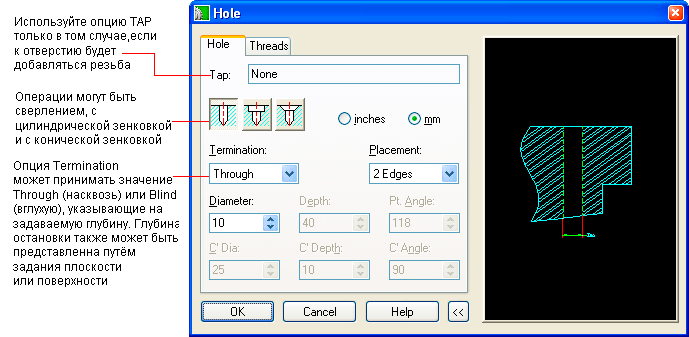 Используйте опцию TAP
только в том случае,если
к отверстию будет
добавляться резьба
Операции могут быть
сверлением, с
цилиндрической зенковкой
и с конической зенковкой
Опция Termination
может принимать значение
Through (насквозь) или Blind
(вглухую), указывающие на
задаваемую глубину. Глубина
остановки также может быть
представленна путём
задания плоскости
или поверхности
Hole
Hole
Threads
Tap:
None
inches
mm
Termination:
Placement:
Through
2 Edges
Diameter:
Depth:
Pt. Angle:
10
40
118
C' Dia:
C' Depth:
C' Angle:
25
10
90
OK
Cancel
Help
<<